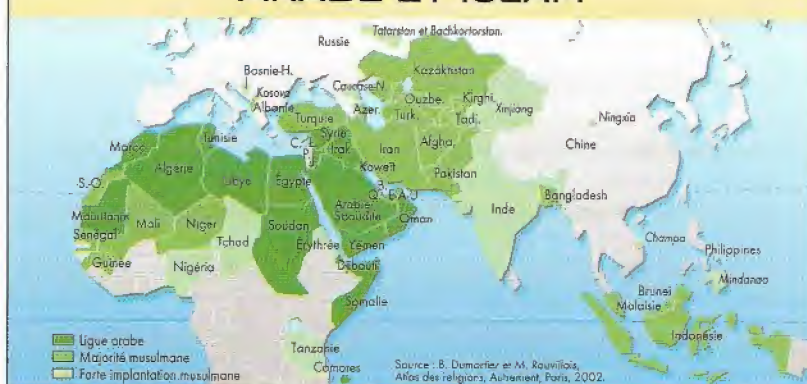 Tatarstan et Bachkortorstan.
Russie
Bosnie-H.
Kosovo
Albanie
Caucase-N.
Azer.
Kazakhstan
Ouzbe.
Kirghi.
Turk.
Tadj.
Xinjiang
Ningxia
Chine
Turquie
Syrie
Irak
Iran
Afgha.
Koweït
Pakistan
Maroc
Tunisie
Algérie
Libye
Égypte
Arabie
Saoudite
Q.
E-A-U
Oman
Inde
Bangladesh
S.-O.
Mauritanie
Mali
Niger
Tchad
Soudan
Érythrée
Yémen
Djibouti
Sénégal
Guinée
Nigéria
Somalie
Champa
Philippines
Mindanao
Brunei
Malaisie
Indonésie
Tanzanie
Comores
Ligue arabe
Majorité musulmane
Forte implantation musulmane
Source : B. Dumortier et M. Rouvillois,
Atlas des religions, Autrement, Paris, 2002.